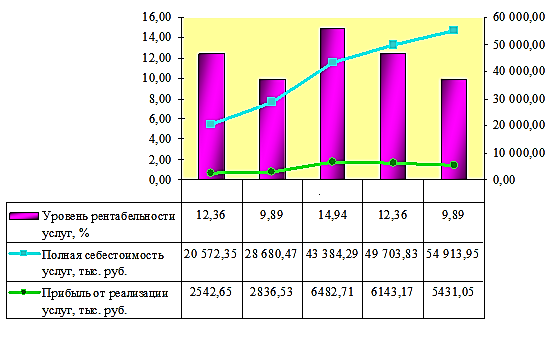 16,00 60 000,00
14,00 50 000,00
12,00
10,00 40 000,00
8,00 30 000,00
6,00 20 000,00
4,00
2,00 10 000,00
0,00 0,00
Уровень рентабельности 12,36 9,89 14,94 12,36 9,89
услуг, %
Полная себестоимость 20 572,35 28 680,47 43 384,29 49 703,83 54 913,95
услуг, тыс. руб.
Прибыль от реализации 2542,65 2836,53 6482,71 6143,17 5431,05
услуг, тыс. руб.